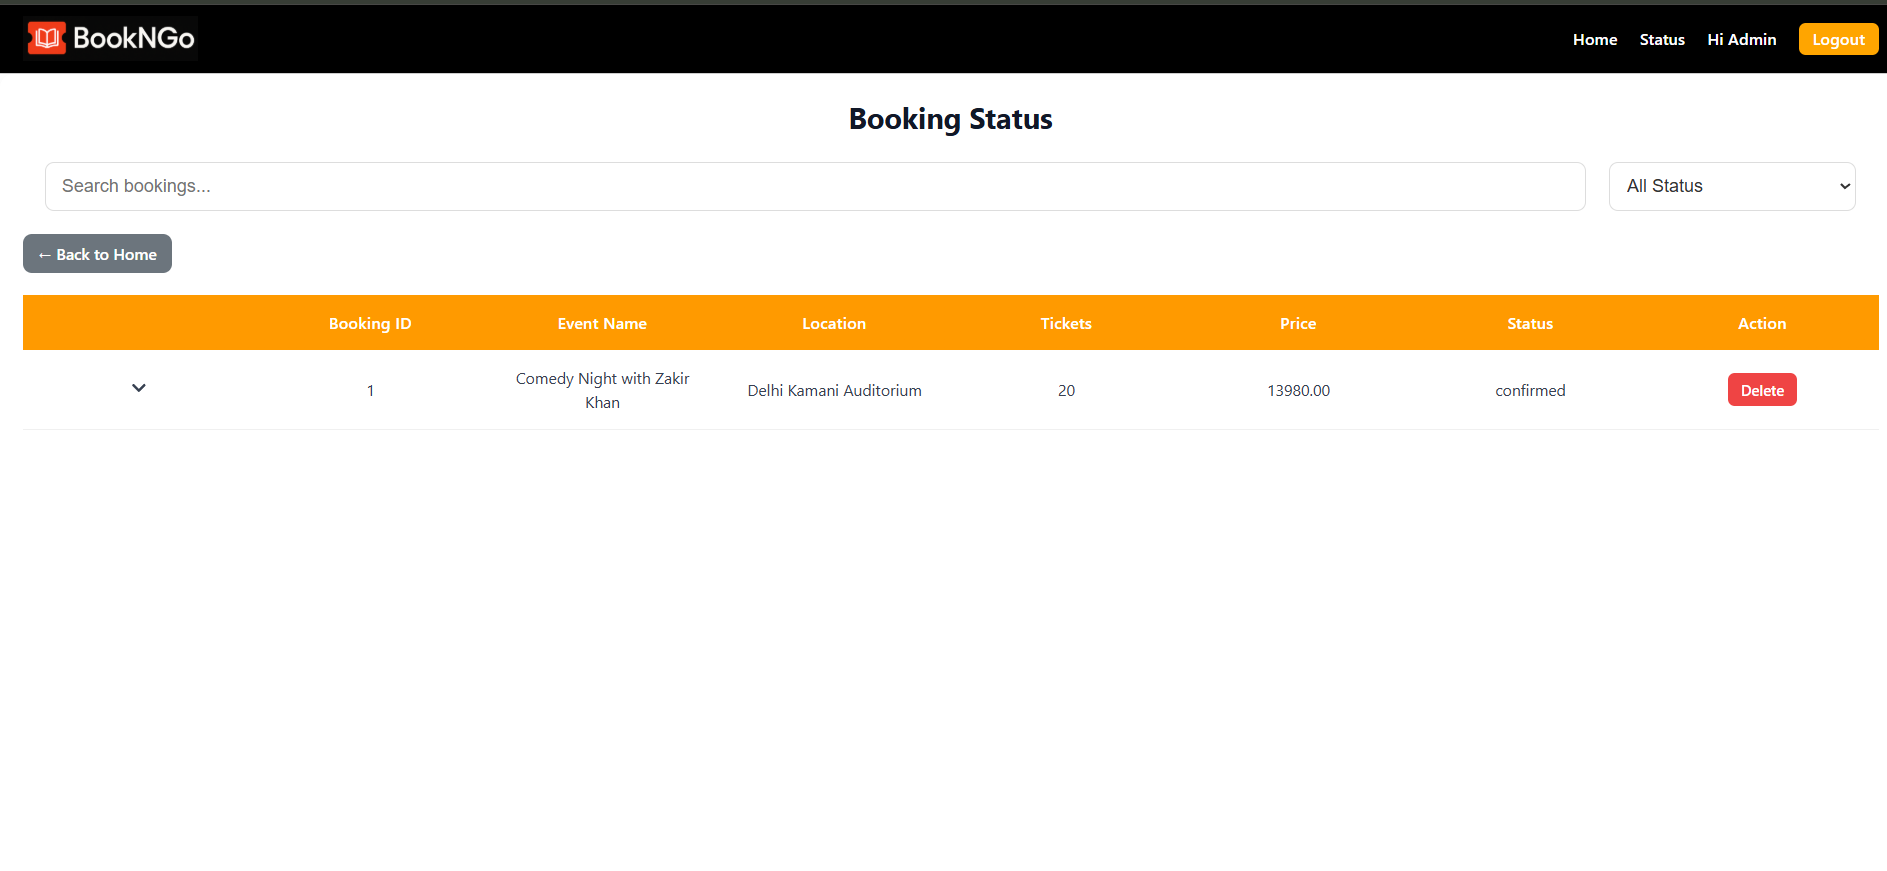 BookNGo
Home Status Hi Admin Logout
Booking Status
Search bookings...
All Status
← Back to Home
Booking ID Event Name Location Tickets Price Status Action
1 Comedy Night with Zakir Khan Delhi Kamani Auditorium 20 13980.00 confirmed Delete